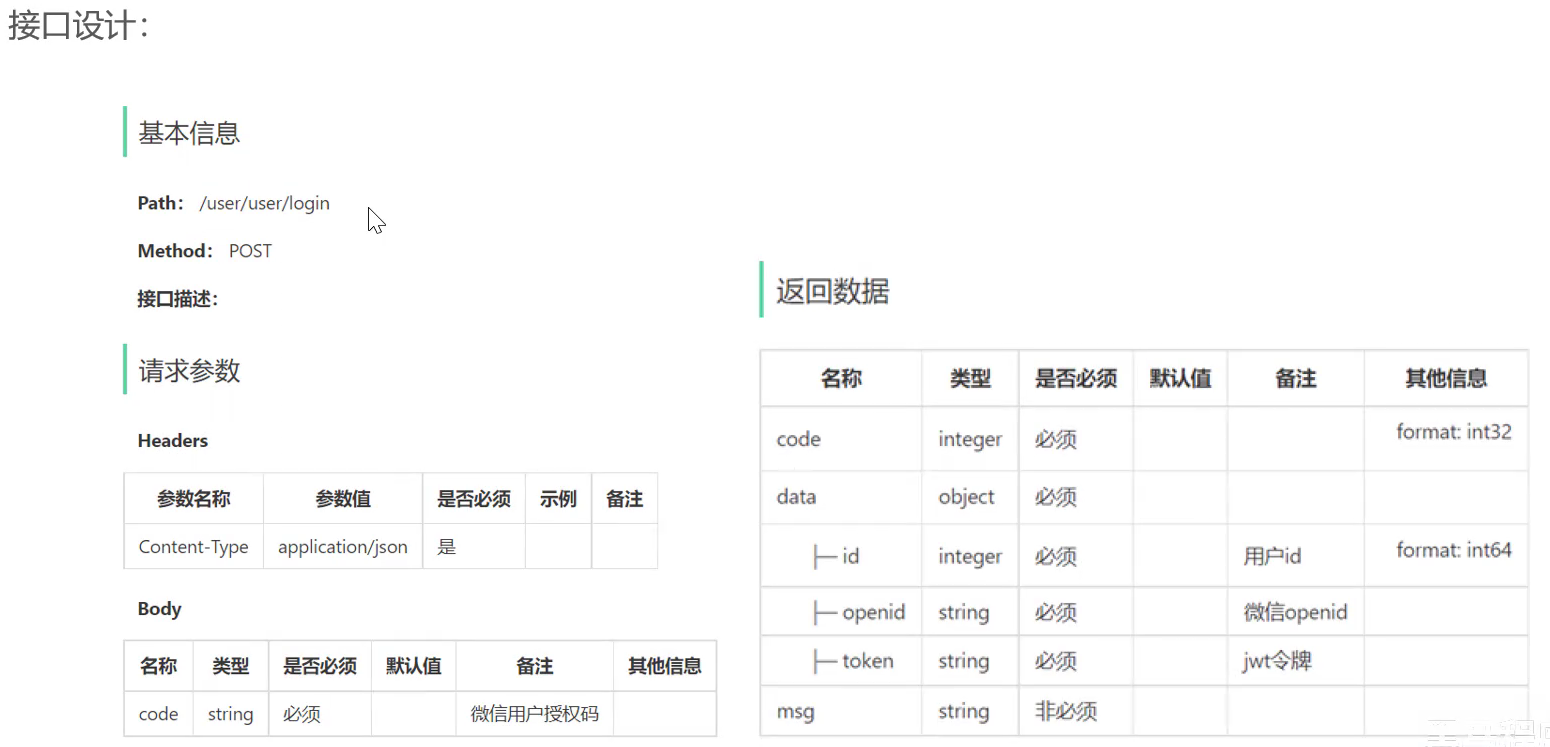 接口设计：
基本信息
Path： /user/user/login
Method： POST
接口描述：
请求参数
Headers
参数名称 参数值 是否必须 示例 备注
Content-Type application/json 是
Body
名称 类型 是否必须 默认值 备注 其他信息
code string 必须 微信用户授权码
返回数据
名称 类型 是否必须 默认值 备注 其他信息
code integer 必须 format: int32
data object 必须
├─ id integer 必须 用户id format: int64
├─ openid string 必须 微信openid
├─ token string 必须 jwt令牌
msg string 非必须